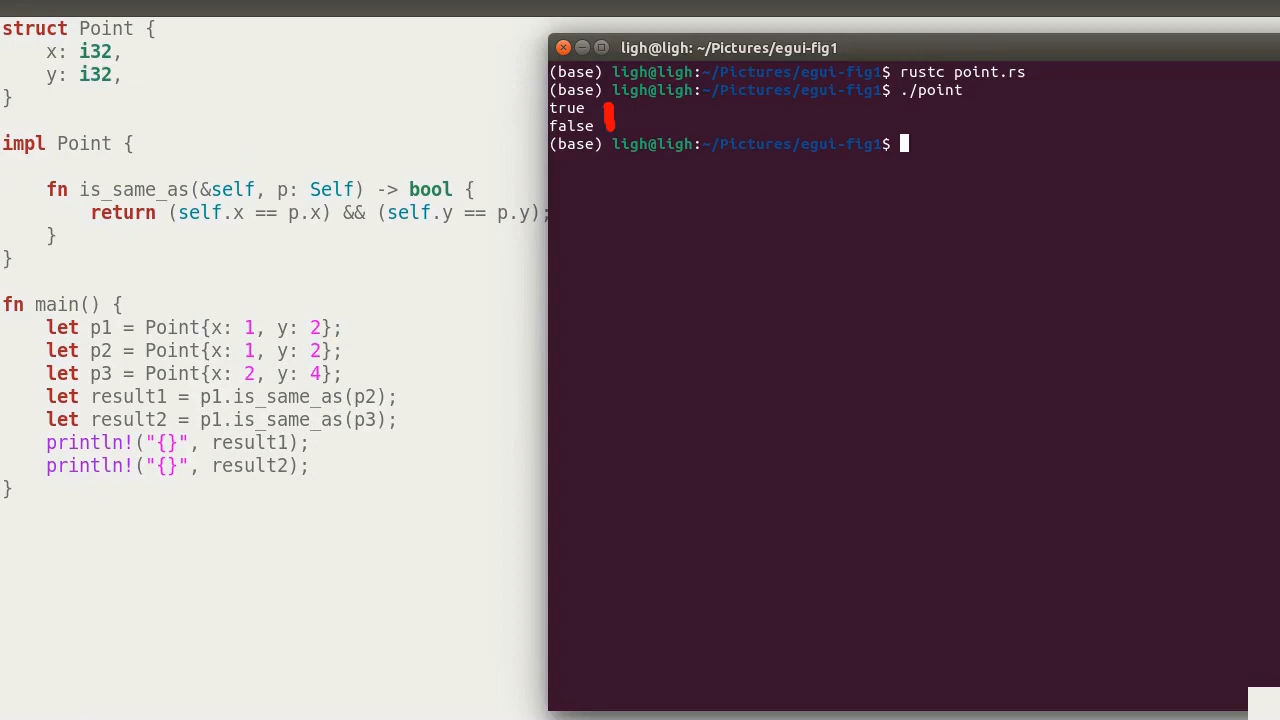 struct Point {
    x: i32,
    y: i32,
}
impl Point {
    fn is_same_as(&self, p: Self) -> bool {
        return (self.x == p.x) && (self.y == p.y);
    }
}
fn main() {
    let p1 = Point{x: 1, y: 2};
    let p2 = Point{x: 1, y: 2};
    let p3 = Point{x: 2, y: 4};
    let result1 = p1.is_same_as(p2);
    let result2 = p1.is_same_as(p3);
    println!("{}", result1);
    println!("{}", result2);
}
ligh@ligh: ~/Pictures/egui-fig1
(base) ligh@ligh:~/Pictures/egui-fig1$ rustc point.rs
(base) ligh@ligh:~/Pictures/egui-fig1$ ./point
true
false
(base) ligh@ligh:~/Pictures/egui-fig1$